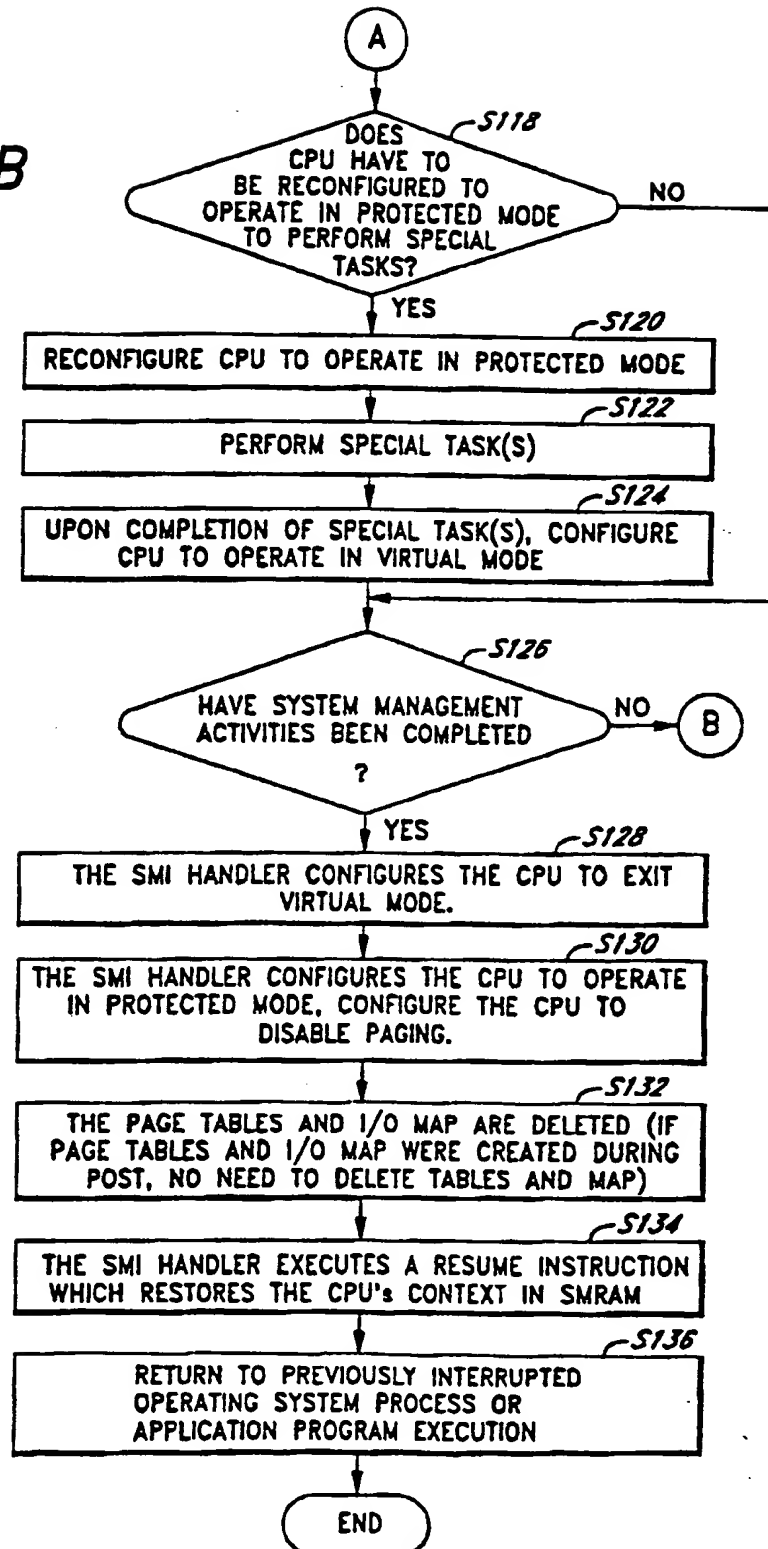 A
B
S118
DOES
CPU HAVE TO
BE RECONFIGURED TO
OPERATE IN PROTECTED MODE
TO PERFORM SPECIAL
TASKS?
NO
YES
S120
RECONFIGURE CPU TO OPERATE IN PROTECTED MODE
S122
PERFORM SPECIAL TASK(S)
S124
UPON COMPLETION OF SPECIAL TASK(S), CONFIGURE
CPU TO OPERATE IN VIRTUAL MODE
S126
HAVE SYSTEM MANAGEMENT
ACTIVITIES BEEN COMPLETED
?
NO
B
YES
S128
THE SMI HANDLER CONFIGURES THE CPU TO EXIT
VIRTUAL MODE.
S130
THE SMI HANDLER CONFIGURES THE CPU TO OPERATE
IN PROTECTED MODE, CONFIGURE THE CPU TO
DISABLE PAGING.
S132
THE PAGE TABLES AND I/O MAP ARE DELETED (IF
PAGE TABLES AND I/O MAP WERE CREATED DURING
POST, NO NEED TO DELETE TABLES AND MAP)
S134
THE SMI HANDLER EXECUTES A RESUME INSTRUCTION
WHICH RESTORES THE CPU's CONTEXT IN SMRAM
S136
RETURN TO PREVIOUSLY INTERRUPTED
OPERATING SYSTEM PROCESS OR
APPLICATION PROGRAM EXECUTION
END